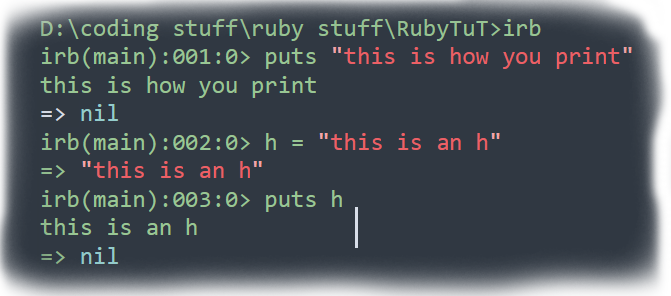 D:\coding stuff\ruby stuff\RubyTuT>irb
irb(main):001:0> puts "this is how you print"
this is how you print
=> nil
irb(main):002:0> h = "this is an h"
=> "this is an h"
irb(main):003:0> puts h
this is an h
=> nil